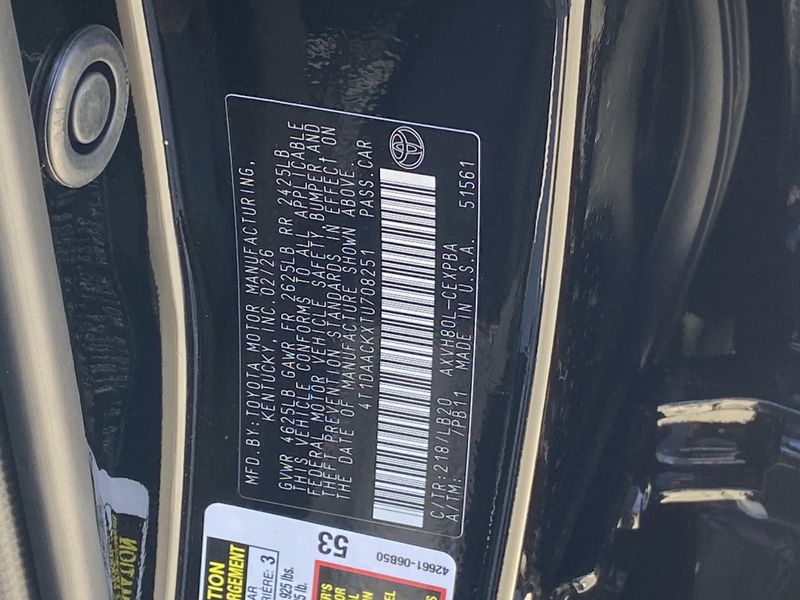 MFD.BY:TOYOTA MOTOR MANUFACTURING,
KENTUCKY, INC.02/26
GVWR 4625LB GAWR FR 2625LB RR 2425LB
THIS VEHICLE CONFORMS TO ALL APPLICABLE
FEDERAL MOTOR VEHICLE SAFETY, BUMPER, AND
THEFT PREVENTION STANDARDS IN EFFECT ON
THE DATE OF MANUFACTURE SHOWN ABOVE.
4T1DAACKXTU708251 PASS.CAR
C/TR:218/LB20 AXVH80L-CEXPBA
A/TM: /PB11 MADE IN U.S.A. 51561
53
42661-06B50